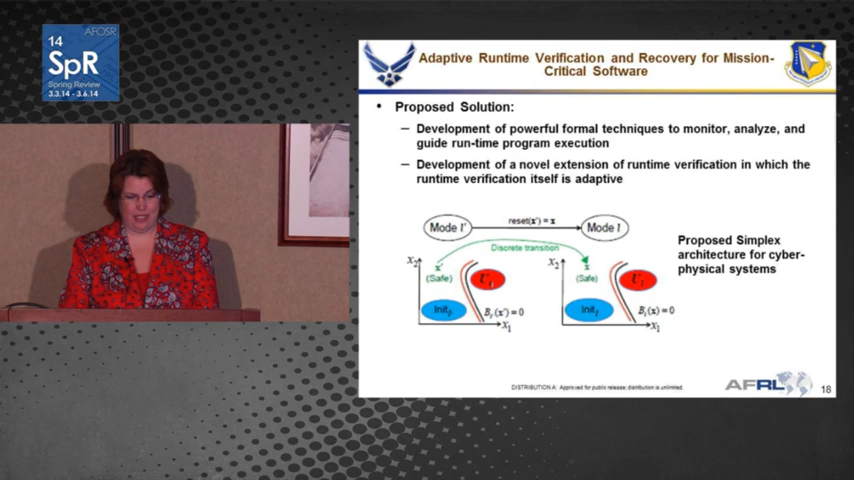 AFOSR
14
SpR
Spring Review
3.3.14 - 3.6.14
Adaptive Runtime Verification and Recovery for Mission-
Critical Software
• Proposed Solution:
– Development of powerful formal techniques to monitor, analyze, and
guide run-time program execution
– Development of a novel extension of runtime verification in which the
runtime verification itself is adaptive
Mode l'
reset(x') = x
Mode l
Discrete transition
X2
x'
(Safe)
Init
B (x') = 0
X1
X2
x
(Safe)
Init
B (x) = 0
X1
Proposed Simplex
architecture for cyber-
physical systems
DISTRIBUTION A: Approved for public release; distribution is unlimited.
AFRL
18